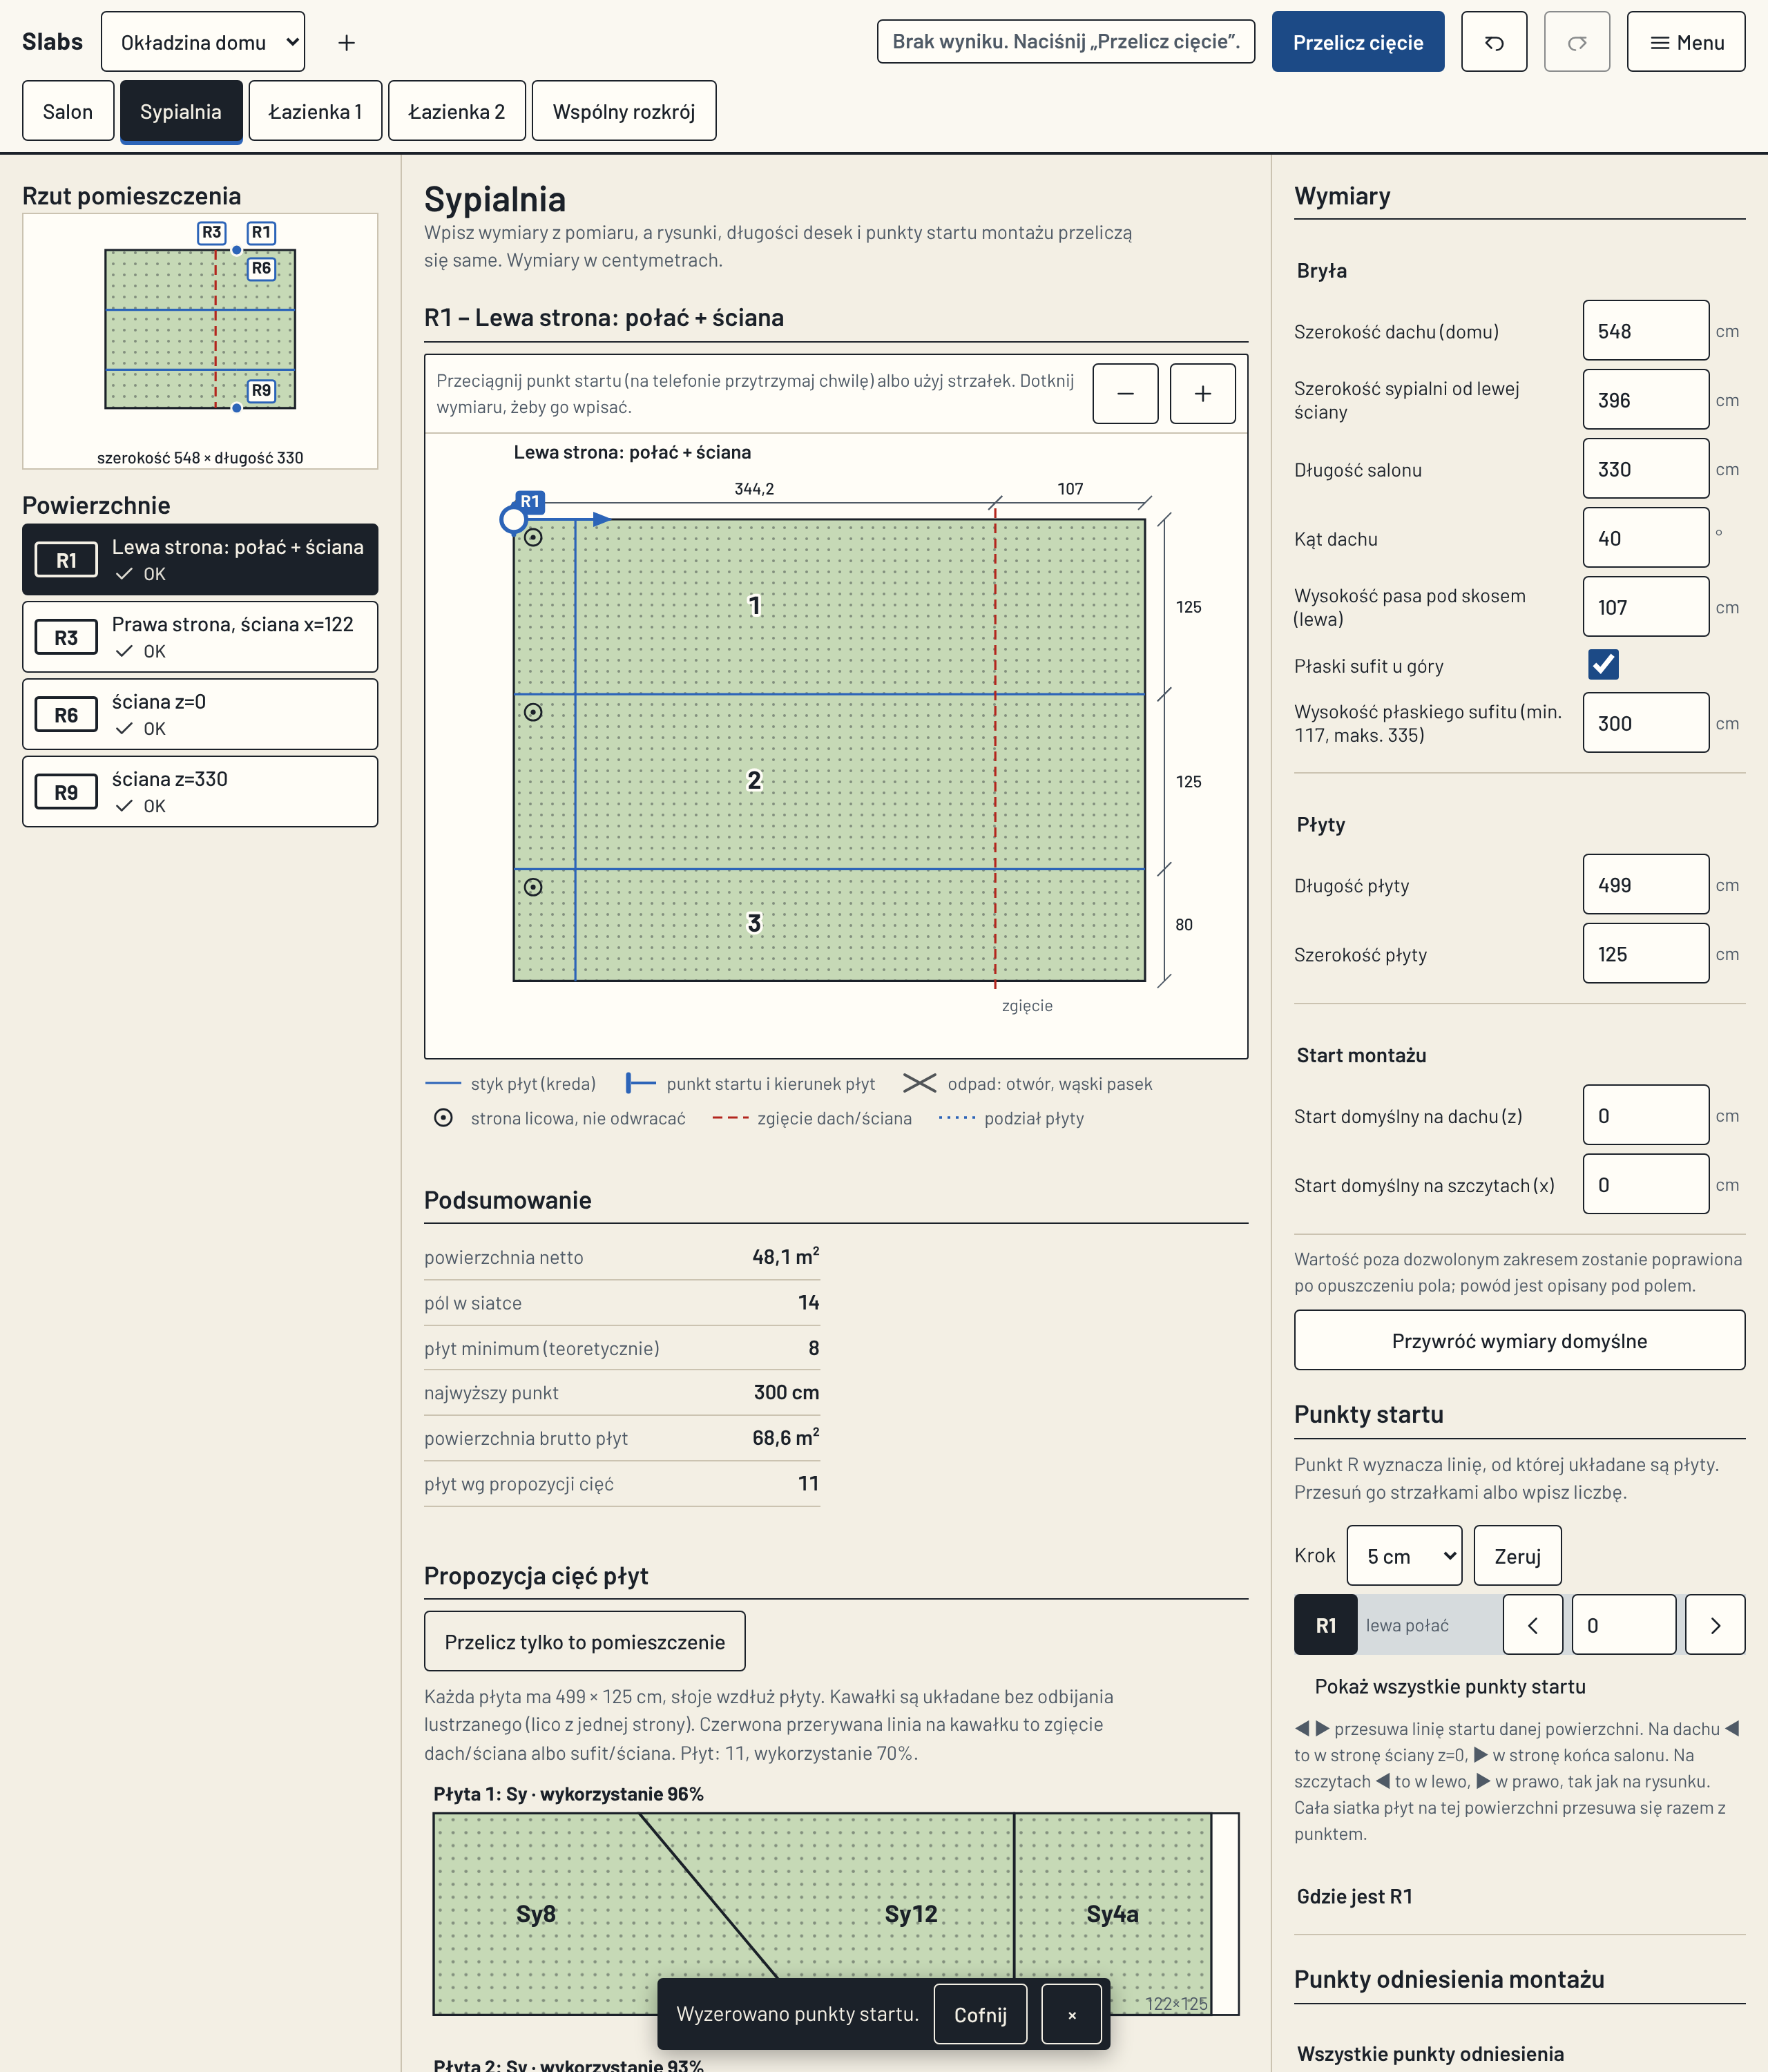 Slabs
Okładzina domu
+
Brak wyniku. Naciśnij „Przelicz cięcie”.
Przelicz cięcie
Menu
Salon
Sypialnia
Łazienka 1
Łazienka 2
Wspólny rozkrój
Rzut pomieszczenia
R3
R1
R6
R9
szerokość 548 × długość 330
Powierzchnie
R1
Lewa strona: połać + ściana
OK
R3
Prawa strona, ściana x=122
OK
R6
ściana z=0
OK
R9
ściana z=330
OK
Sypialnia
Wpisz wymiary z pomiaru, a rysunki, długości desek i punkty startu montażu przeliczą
się same. Wymiary w centymetrach.
R1 – Lewa strona: połać + ściana
Przeciągnij punkt startu (na telefonie przytrzymaj chwilę) albo użyj strzałek. Dotknij
wymiaru, żeby go wpisać.
−
+
Lewa strona: połać + ściana
344,2
107
R1
1
125
2
125
3
80
zgięcie
styk płyt (kreda)
punkt startu i kierunek płyt
odpad: otwór, wąski pasek
strona licowa, nie odwracać
zgięcie dach/ściana
podział płyty
Podsumowanie
powierzchnia netto
48,1 m²
pól w siatce
14
płyt minimum (teoretycznie)
8
najwyższy punkt
300 cm
powierzchnia brutto płyt
68,6 m²
płyt wg propozycji cięć
11
Propozycja cięć płyt
Przelicz tylko to pomieszczenie
Każda płyta ma 499 × 125 cm, słoje wzdłuż płyty. Kawałki są układane bez odbijania
lustrzanego (lico z jednej strony). Czerwona przerywana linia na kawałku to zgięcie
dach/ściana albo sufit/ściana. Płyt: 11, wykorzystanie 70%.
Płyta 1: Sy · wykorzystanie 96%
Sy8
Sy12
Sy4a
122×125
Wyzerowano punkty startu.
Cofnij
×
Płyta 2: Sy · wykorzystanie 93%
Wymiary
Bryła
Szerokość dachu (domu)
548
cm
Szerokość sypialni od lewej
ściany
396
cm
Długość salonu
330
cm
Kąt dachu
40
°
Wysokość pasa pod skosem
(lewa)
107
cm
Płaski sufit u góry
Wysokość płaskiego sufitu (min.
117, maks. 335)
300
cm
Płyty
Długość płyty
499
cm
Szerokość płyty
125
cm
Start montażu
Start domyślny na dachu (z)
0
cm
Start domyślny na szczytach (x)
0
cm
Wartość poza dozwolonym zakresem zostanie poprawiona
po opuszczeniu pola; powód jest opisany pod polem.
Przywróć wymiary domyślne
Punkty startu
Punkt R wyznacza linię, od której układane są płyty.
Przesuń go strzałkami albo wpisz liczbę.
Krok
5 cm
Zeruj
R1
lewa połać
0
Pokaż wszystkie punkty startu
◀ ▶ przesuwa linię startu danej powierzchni. Na dachu ◀
to w stronę ściany z=0, ▶ w stronę końca salonu. Na
szczytach ◀ to w lewo, ▶ w prawo, tak jak na rysunku.
Cała siatka płyt na tej powierzchni przesuwa się razem z
punktem.
Gdzie jest R1
Punkty odniesienia montażu
Wszystkie punkty odniesienia